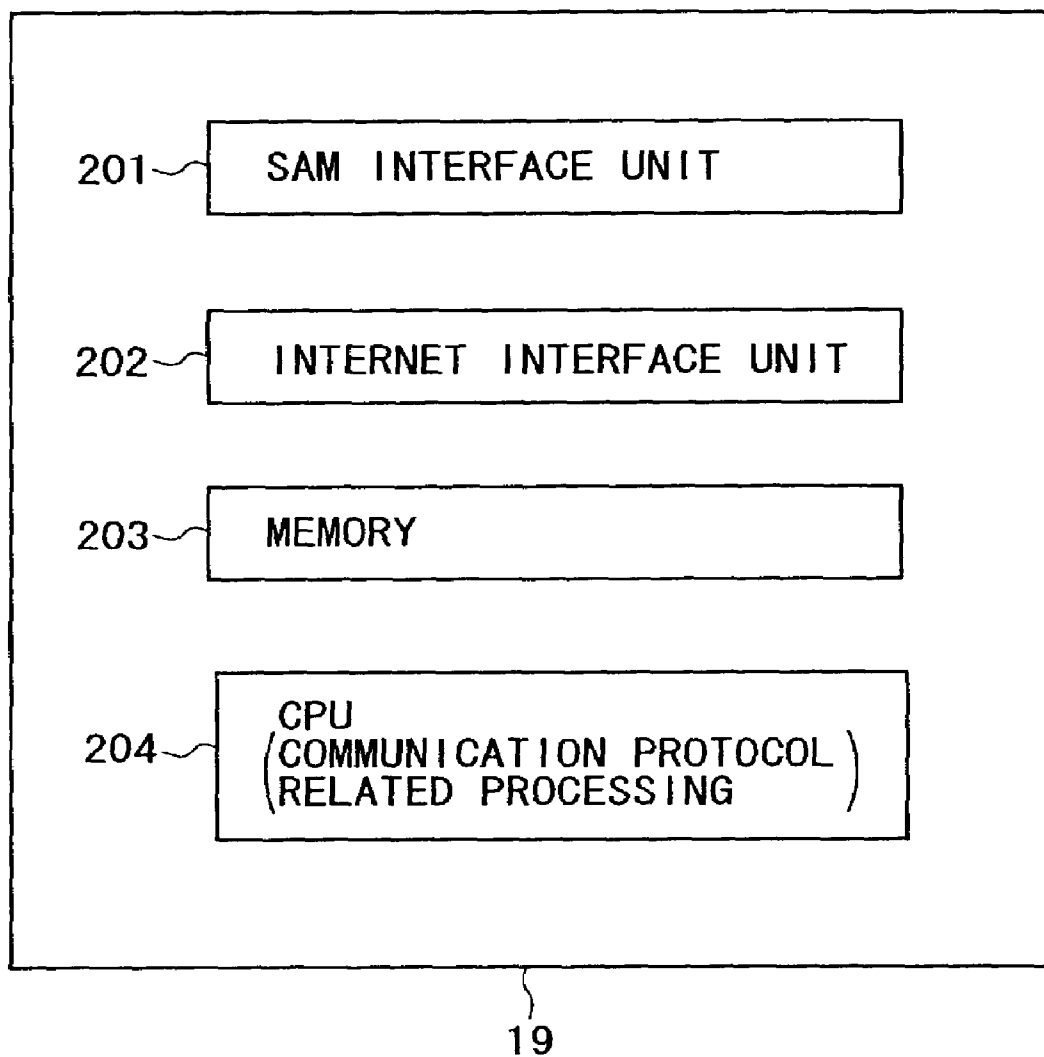 201
SAM INTERFACE UNIT
202
INTERNET INTERFACE UNIT
203
MEMORY
204
CPU
(COMMUNICATION PROTOCOL
RELATED PROCESSING)
19